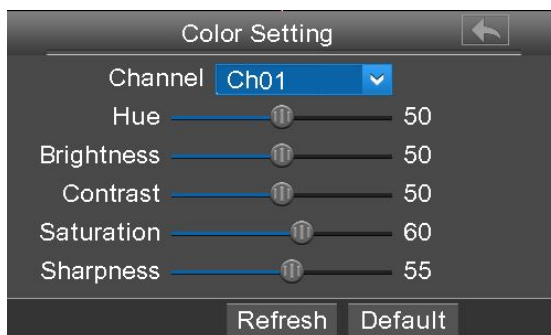 Color Setting
Channel Ch01
Hue 50
Brightness 50
Contrast 50
Saturation 60
Sharpness 55
Refresh Default